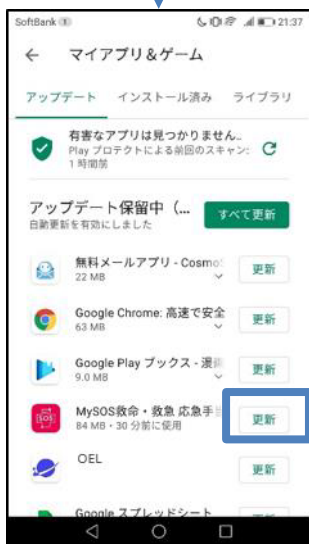 SoftBank 21:37
マイアプリ＆ゲーム
アップデート インストール済み ライブラリ
有害なアプリは見つかりません..
Play プロテクトによる前回のスキャン:
1 時間前
アップデート保留中（... すべて更新
自動更新を有効にしました
無料メールアプリ - Cosmo
22 MB
更新
Google Chrome: 高速で安全
63 MB
更新
Google Play ブックス - 漫画
9.0 MB
更新
MySOS救命・救急 応急手
84 MB・30 分前に使用
更新
OEL
更新
Google スプレッドシート